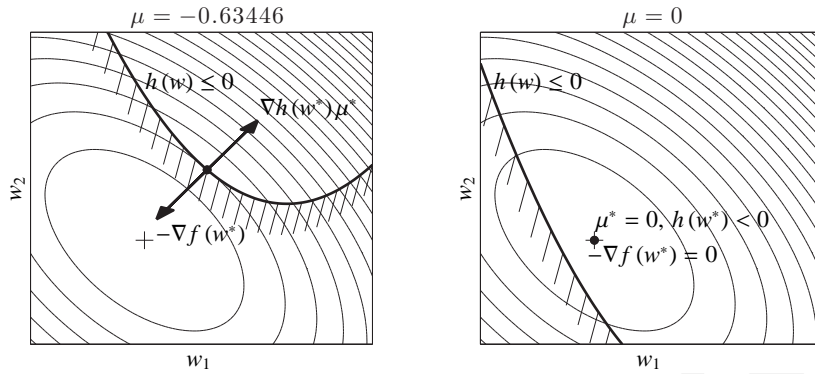 μ = −0.63446
h(w) ≤ 0
∇h(w*)μ*
−∇f(w*)
w₂
w₁
μ = 0
h(w) ≤ 0
μ* = 0, h(w*) < 0
−∇f(w*) = 0
w₂
w₁